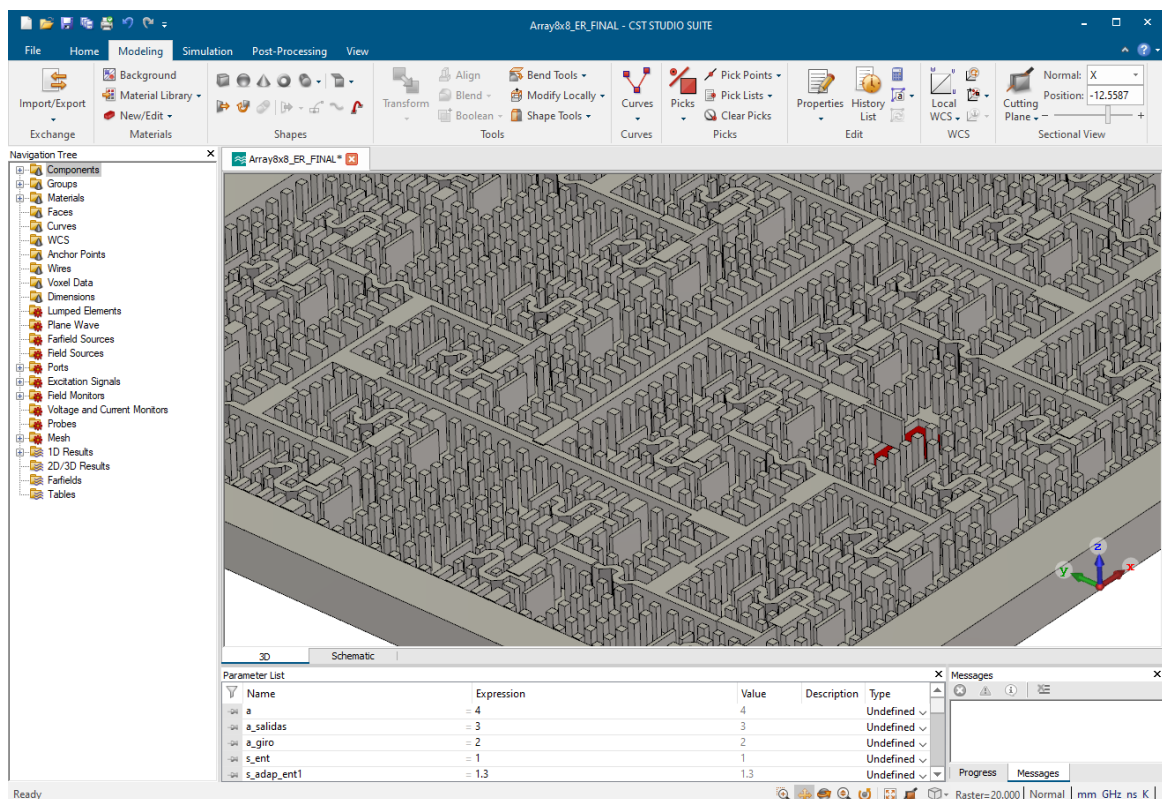 Array8x8_ER_FINAL - CST STUDIO SUITE
File Home Modeling Simulation Post-Processing View
Import/Export
Exchange
Background
Material Library
New/Edit
Materials
Shapes
Transform
Align
Blend
Boolean
Bend Tools
Modify Locally
Shape Tools
Tools
Curves
Curves
Picks
Pick Points
Pick Lists
Clear Picks
Picks
Properties
History List
Edit
Local WCS
WCS
Cutting Plane
Normal: X
Position: -12.5587
Sectional View
Navigation Tree
Components
Groups
Materials
Faces
Curves
WCS
Anchor Points
Wires
Voxel Data
Dimensions
Lumped Elements
Plane Wave
Farfield Sources
Field Sources
Ports
Excitation Signals
Field Monitors
Voltage and Current Monitors
Probes
Mesh
1D Results
2D/3D Results
Farfields
Tables
Array8x8_ER_FINAL*
z
y x
3D Schematic
Parameter List
Name Expression Value Description Type
a = 4 4 Undefined
a_salidas = 3 3 Undefined
a_giro = 2 2 Undefined
s_ent = 1 1 Undefined
s_adap_ent1 = 1.3 1.3 Undefined
Messages
Progress Messages
Ready
Raster=20.000 Normal mm GHz ns K